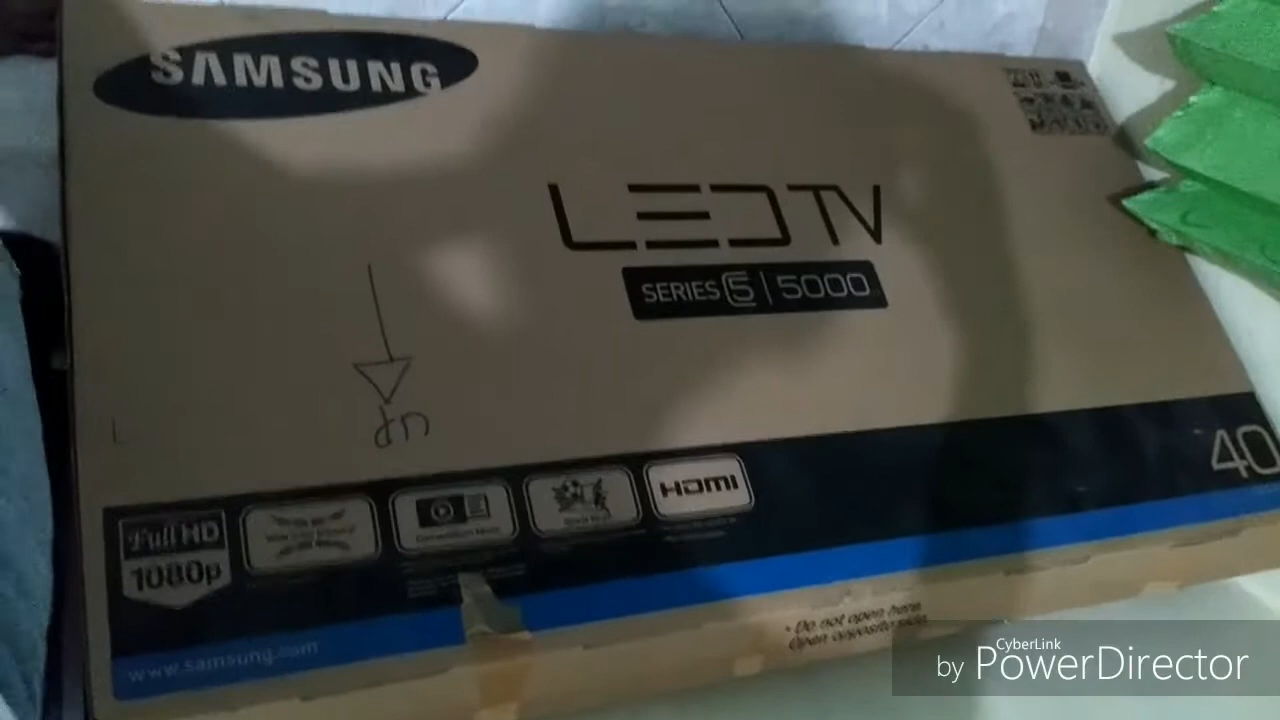 SAMSUNG
LED TV
SERIES 5 | 5000
UP
40
Full HD
1080p
HDMI
www.samsung.com
• Do not open here
Open opposite side
CyberLink
by PowerDirector